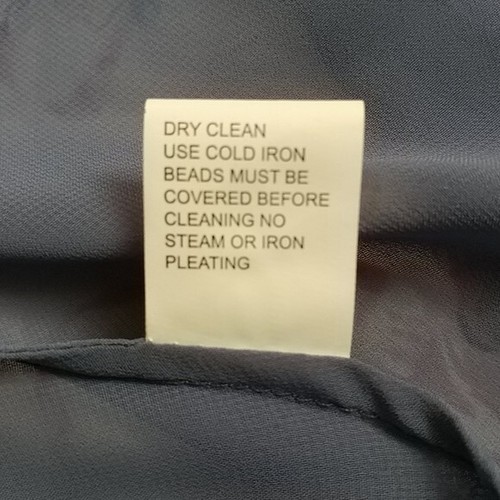 DRY CLEAN
USE COLD IRON
BEADS MUST BE
COVERED BEFORE
CLEANING NO
STEAM OR IRON
PLEATING